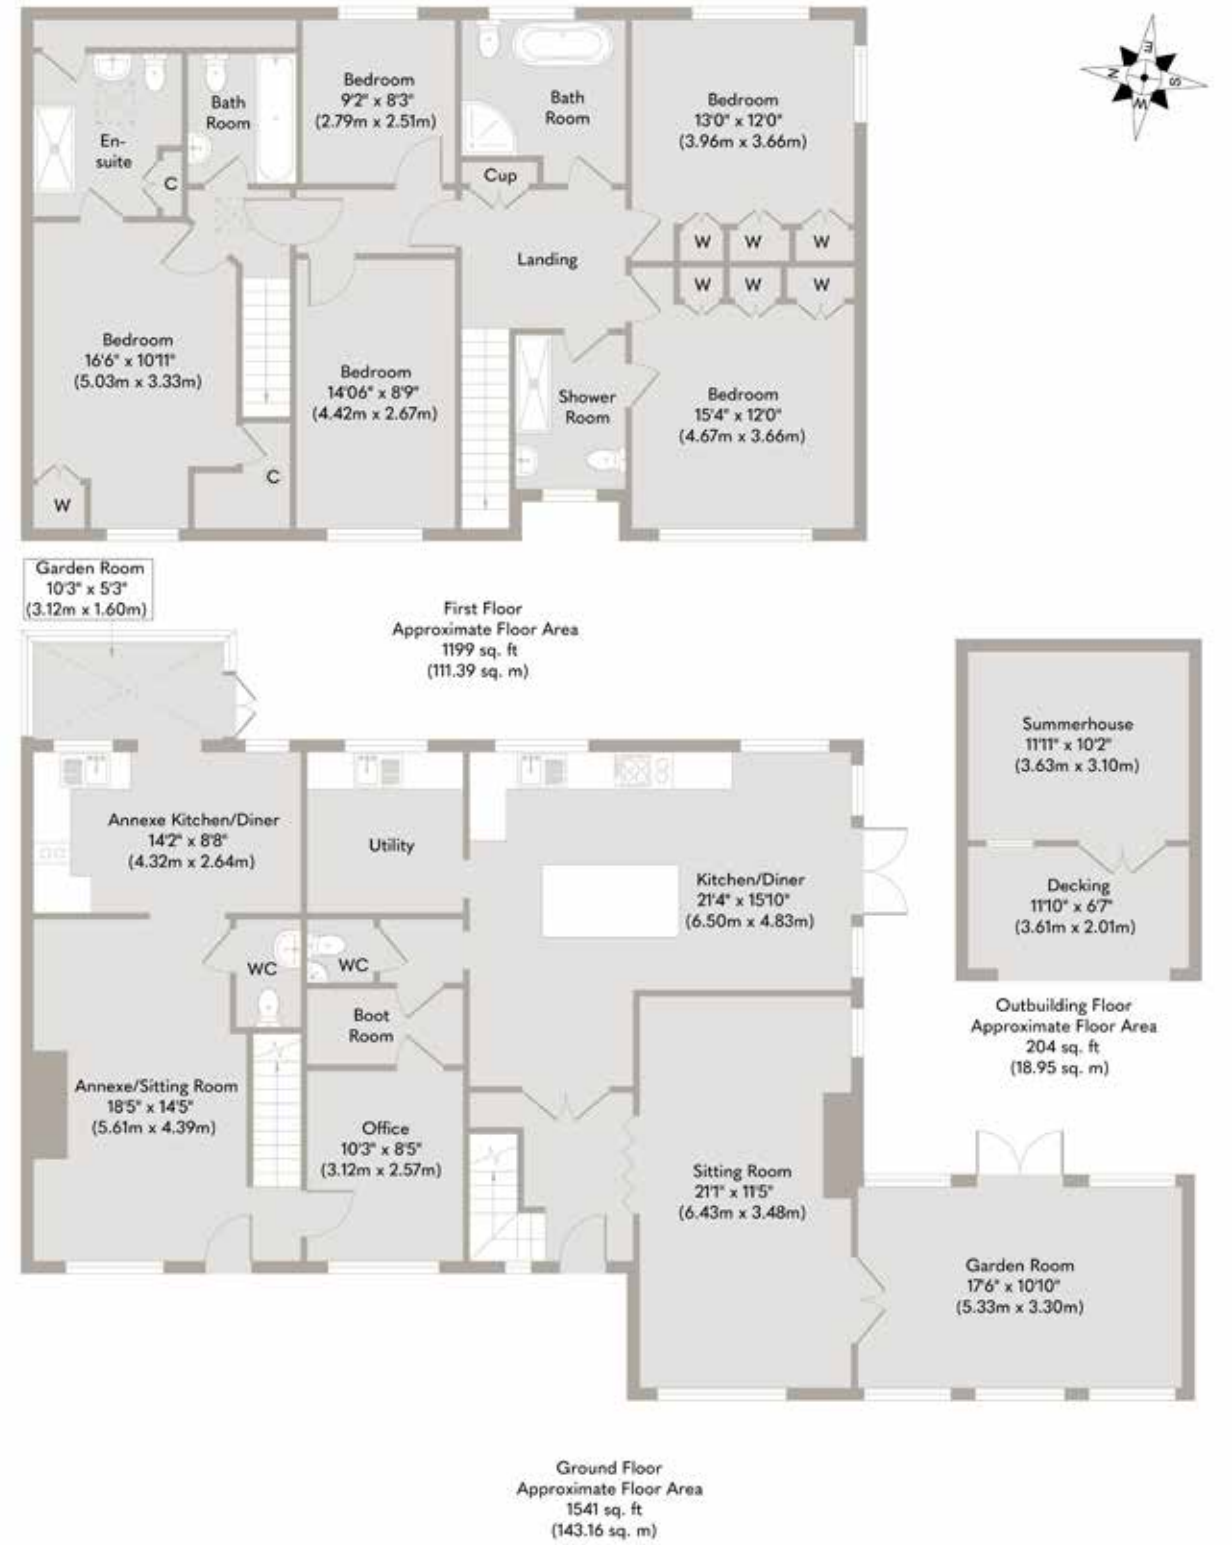 E
N
S
W
Bedroom
9'2" x 8'3"
(2.79m x 2.51m)
Bath
Room
Bath
Room
Bedroom
13'0" x 12'0"
(3.96m x 3.66m)
En-
suite
C
Cup
W
W
W
Landing
W
W
W
Bedroom
16'6" x 10'11"
(5.03m x 3.33m)
Bedroom
14'06" x 8'9"
(4.42m x 2.67m)
Shower
Room
Bedroom
15'4" x 12'0"
(4.67m x 3.66m)
C
W
Garden Room
10'3" x 5'3"
(3.12m x 1.60m)
First Floor
Approximate Floor Area
1199 sq. ft
(111.39 sq. m)
Summerhouse
11'11" x 10'2"
(3.63m x 3.10m)
Annexe Kitchen/Diner
14'2" x 8'8"
(4.32m x 2.64m)
Utility
Kitchen/Diner
21'4" x 15'10"
(6.50m x 4.83m)
Decking
11'10" x 6'7"
(3.61m x 2.01m)
WC
WC
Boot
Room
Outbuilding Floor
Approximate Floor Area
204 sq. ft
(18.95 sq. m)
Annexe/Sitting Room
18'5" x 14'5"
(5.61m x 4.39m)
Office
10'3" x 8'5"
(3.12m x 2.57m)
Sitting Room
21'1" x 11'5"
(6.43m x 3.48m)
Garden Room
17'6" x 10'10"
(5.33m x 3.30m)
Ground Floor
Approximate Floor Area
1541 sq. ft
(143.16 sq. m)